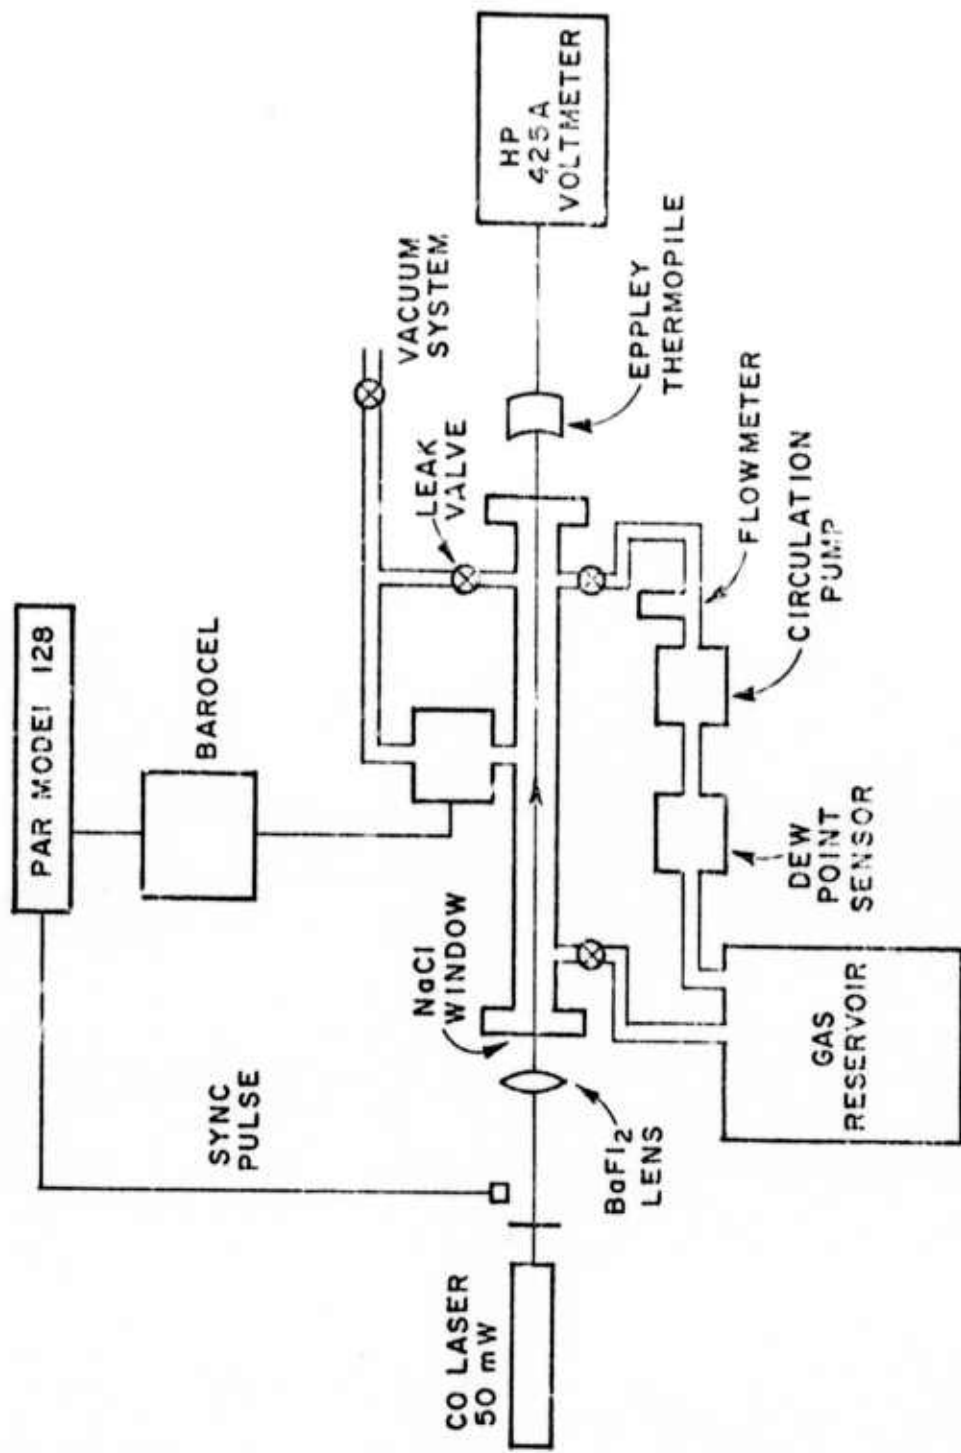 PAR MODEL 128
BAROCEL
SYNC
PULSE
VACUUM
SYSTEM
LEAK
VALVE
NaCl
WINDOW
CO LASER
50 mW
HP
425A
VOLTMETER
BaFl2
LENS
EPPLEY
THERMOPILE
FLOWMETER
CIRCULATION
PUMP
DEW
POINT
SENSOR
GAS
RESERVOIR